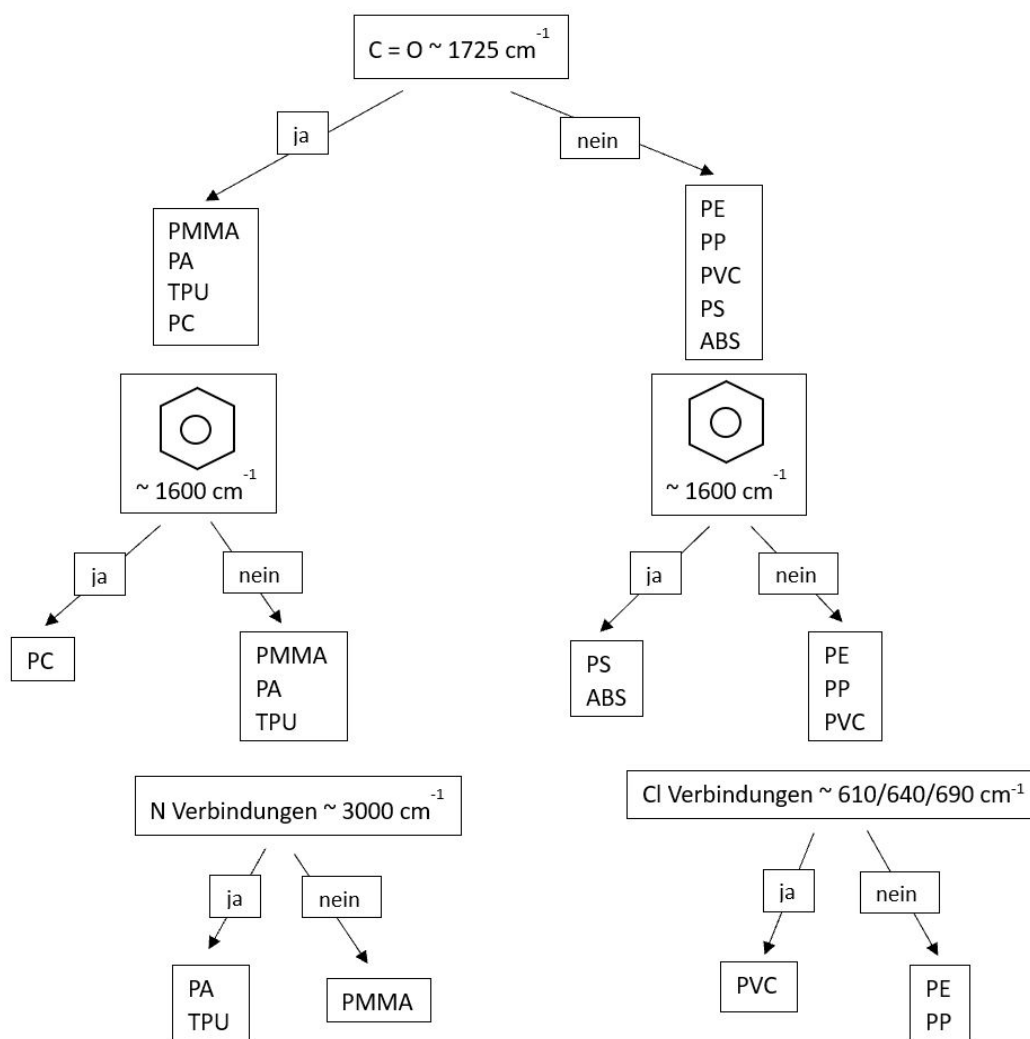 C = O ~ 1725 cm⁻¹
ja
nein
PMMA
PA
TPU
PC
PE
PP
PVC
PS
ABS
~ 1600 cm⁻¹
~ 1600 cm⁻¹
ja
nein
ja
nein
PC
PMMA
PA
TPU
PS
ABS
PE
PP
PVC
N Verbindungen ~ 3000 cm⁻¹
Cl Verbindungen ~ 610/640/690 cm⁻¹
ja
nein
ja
nein
PA
TPU
PMMA
PVC
PE
PP